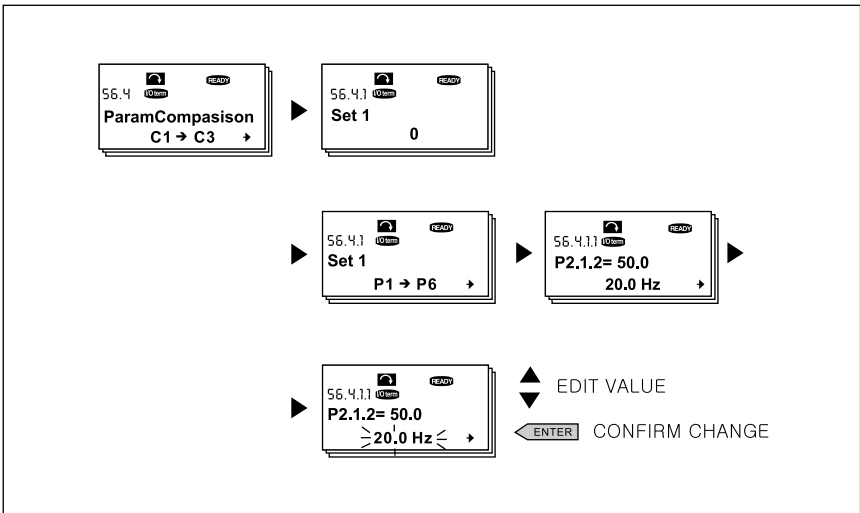 READY
S6.4 I/O term
ParamCompasison
C1 → C3
READY
S6.4.1 I/O term
Set 1
0
READY
S6.4.1 I/O term
Set 1
P1 → P6
READY
S6.4.1.1 I/O term
P2.1.2= 50.0
20.0 Hz
READY
S6.4.1.1 I/O term
P2.1.2= 50.0
20.0 Hz
EDIT VALUE
ENTER CONFIRM CHANGE